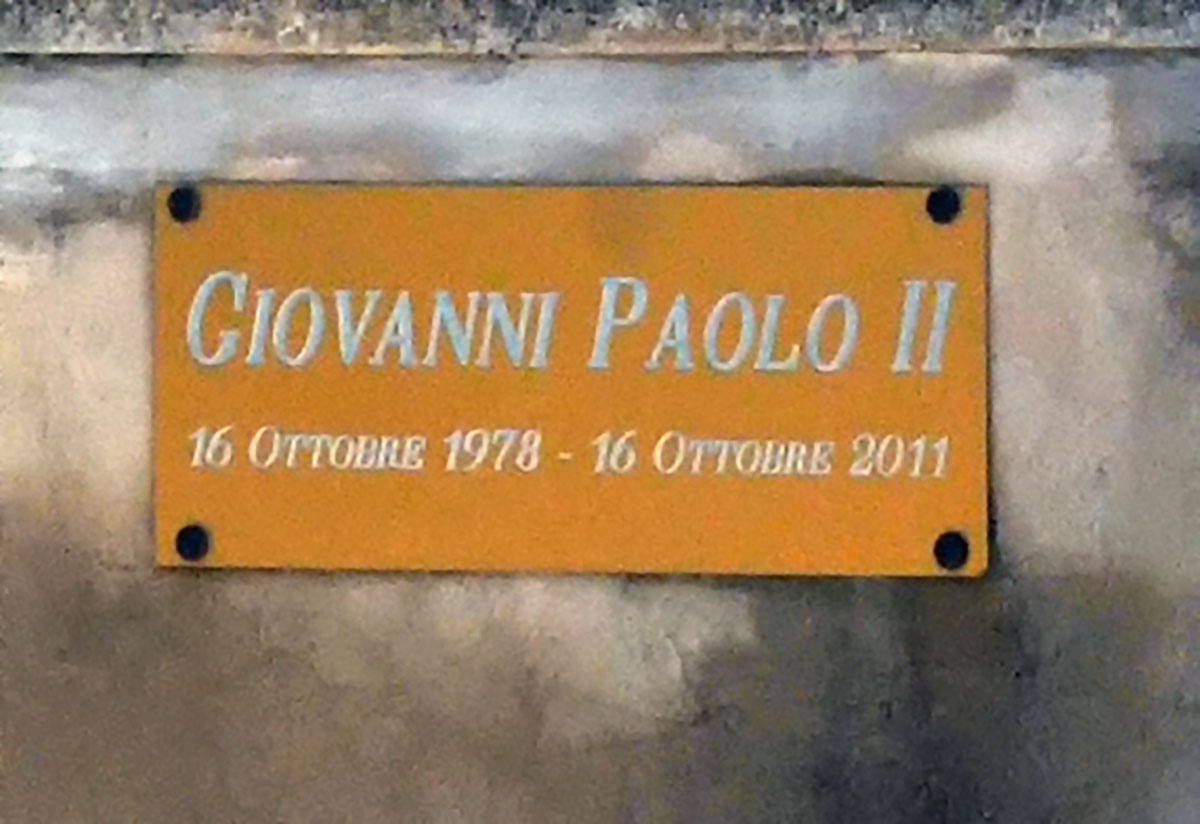 GIOVANNI PAOLO II
16 OTTOBRE 1978 - 16 OTTOBRE 2011